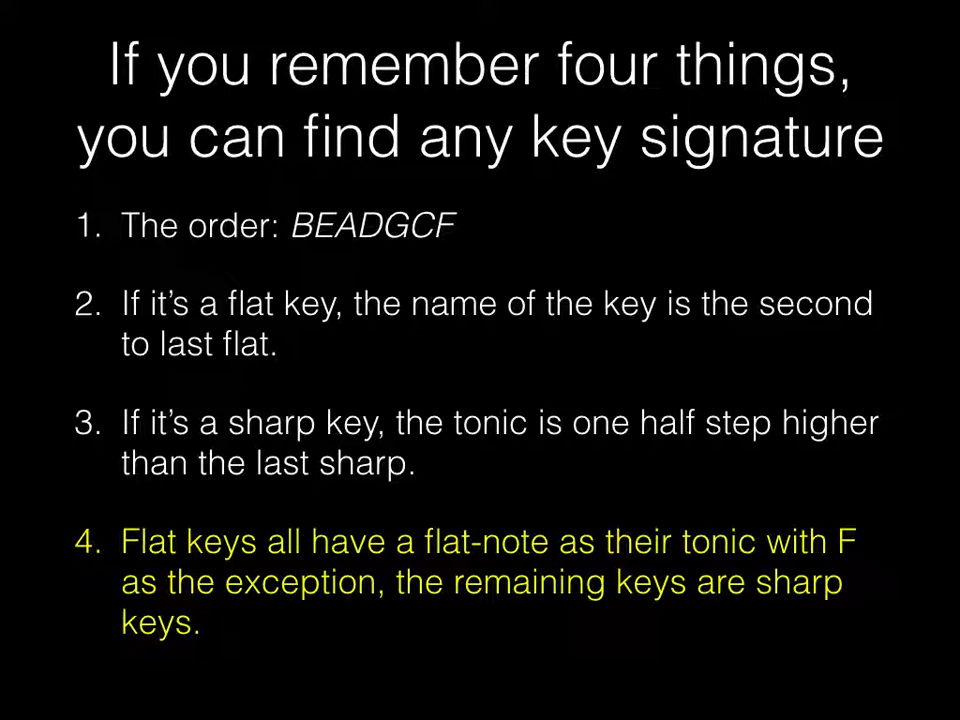 If you remember four things,
you can find any key signature
1. The order: BEADGCF
2. If it’s a flat key, the name of the key is the second
to last flat.
3. If it’s a sharp key, the tonic is one half step higher
than the last sharp.
4. Flat keys all have a flat-note as their tonic with F
as the exception, the remaining keys are sharp
keys.